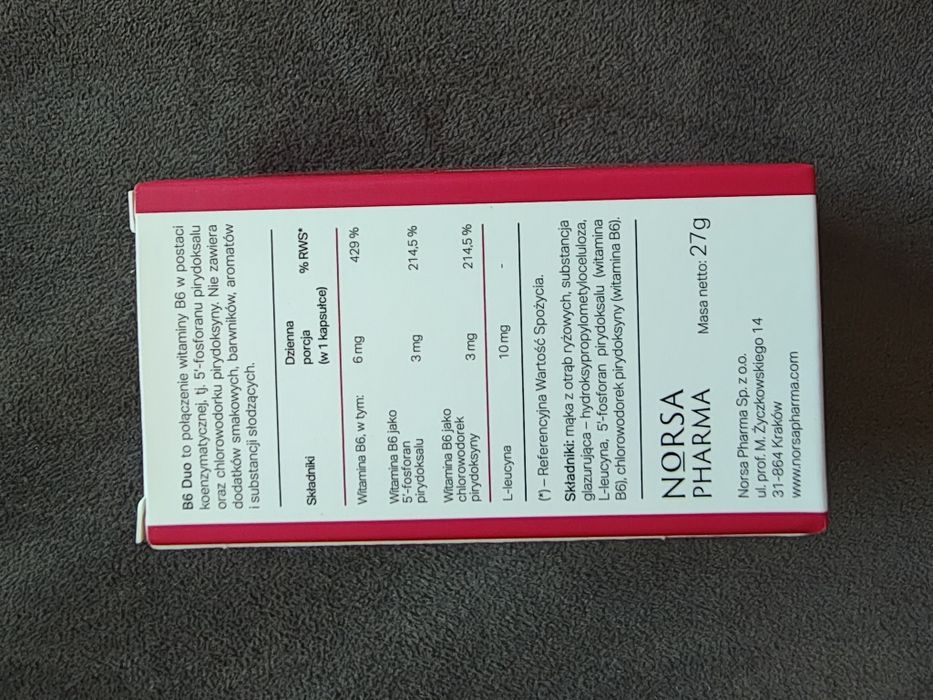 B6 Duo to połączenie witaminy B6 w postaci
koenzymatycznej, tj. 5'-fosforanu pirydoksalu
oraz chlorowodorku pirydoksyny. Nie zawiera
dodatków smakowych, barwników, aromatów
i substancji słodzących.
Składniki
Dzienna
porcja
(w 1 kapsułce)
% RWS*
Witamina B6, w tym: 6 mg 429 %
Witamina B6 jako
5'-fosforan
pirydoksalu
3 mg 214,5 %
Witamina B6 jako
chlorowodorek
pirydoksyny
3 mg 214,5 %
L-leucyna 10 mg -
(*) – Referencyjna Wartość Spożycia.
Składniki: mąka z otrąb ryżowych, substancja
glazurująca – hydroksypropylometyloceluloza,
L-leucyna, 5'-fosforan pirydoksalu (witamina
B6), chlorowodorek pirydoksyny (witamina B6).
NORSA
PHARMA
Masa netto: 27g
Norsa Pharma Sp. z o.o.
ul. prof. M. Życzkowskiego 14
31-864 Kraków
www.norsapharma.com